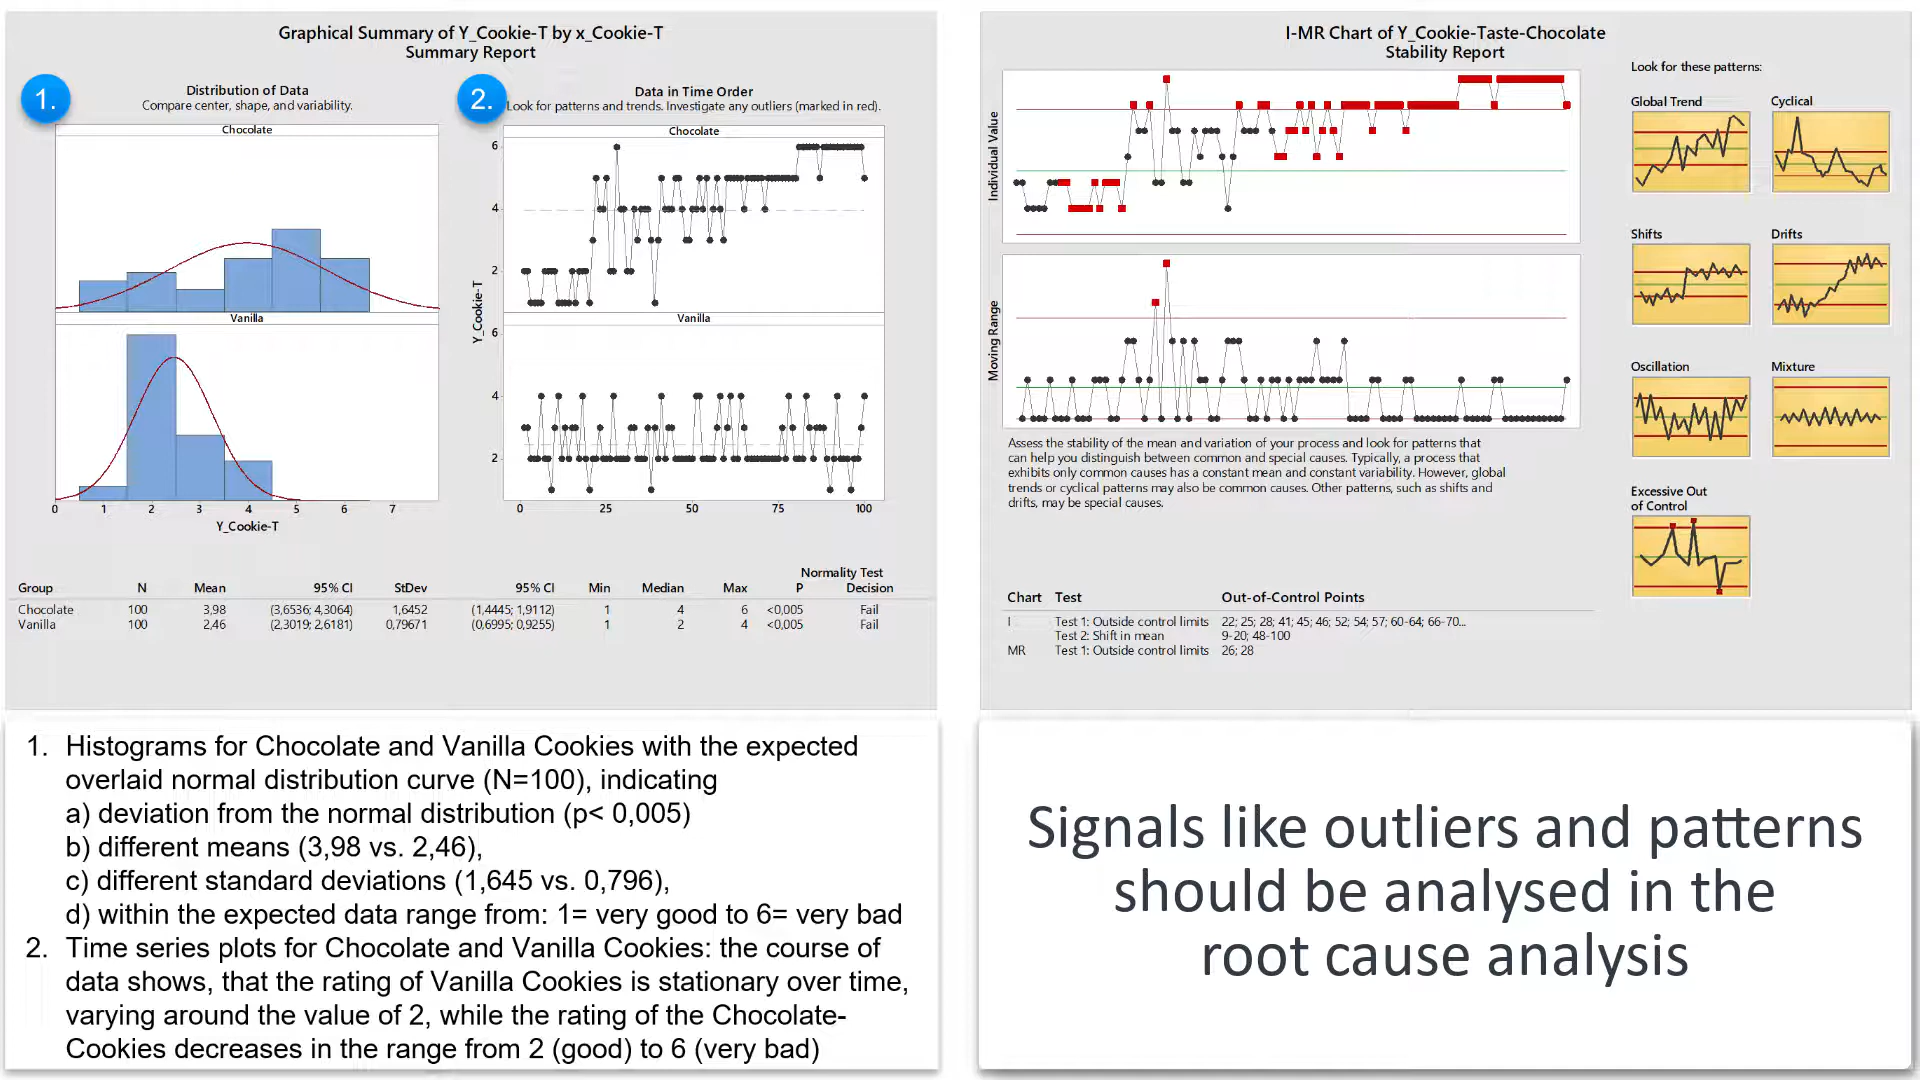 Graphical Summary of Y_Cookie-T by x_Cookie-T
Summary Report
1.
Distribution of Data
Compare center, shape, and variability.
Chocolate
Vanilla
0 1 2 3 4 5 6 7
Y_Cookie-T
2.
Data in Time Order
Look for patterns and trends. Investigate any outliers (marked in red).
Chocolate
6
4
2
Y_Cookie-T
Vanilla
6
4
2
0 25 50 75 100
Normality Test
Group N Mean 95% CI StDev 95% CI Min Median Max P Decision
Chocolate 100 3,98 (3,6536; 4,3064) 1,6452 (1,4445; 1,9112) 1 4 6 <0,005 Fail
Vanilla 100 2,46 (2,3019; 2,6181) 0,79671 (0,6995; 0,9255) 1 2 4 <0,005 Fail
1. Histograms for Chocolate and Vanilla Cookies with the expected
overlaid normal distribution curve (N=100), indicating
a) deviation from the normal distribution (p< 0,005)
b) different means (3,98 vs. 2,46),
c) different standard deviations (1,645 vs. 0,796),
d) within the expected data range from: 1= very good to 6= very bad
2. Time series plots for Chocolate and Vanilla Cookies: the course of
data shows, that the rating of Vanilla Cookies is stationary over time,
varying around the value of 2, while the rating of the Chocolate-
Cookies decreases in the range from 2 (good) to 6 (very bad)
I-MR Chart of Y_Cookie-Taste-Chocolate
Stability Report
Individual Value
Moving Range
Assess the stability of the mean and variation of your process and look for patterns that
can help you distinguish between common and special causes. Typically, a process that
exhibits only common causes has a constant mean and constant variability. However, global
trends or cyclical patterns may also be common causes. Other patterns, such as shifts and
drifts, may be special causes.
Look for these patterns:
Global Trend Cyclical
Shifts Drifts
Oscillation Mixture
Excessive Out
of Control
Chart Test Out-of-Control Points
I Test 1: Outside control limits 22; 25; 28; 41; 45; 46; 52; 54; 57; 60-64; 66-70...
Test 2: Shift in mean 9-20; 48-100
MR Test 1: Outside control limits 26; 28
Signals like outliers and patterns
should be analysed in the
root cause analysis